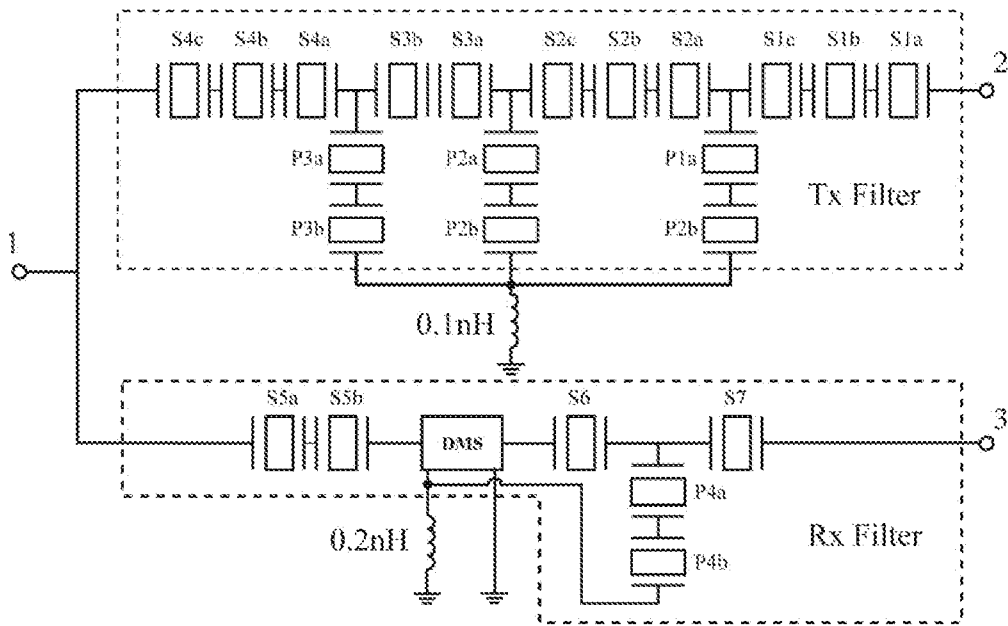 S4c S4b S4a S3b S3a S2c S2b S2a S1c S1b S1a
2
P3a P2a P1a
Tx Filter
P3b P2b P2b
1
0.1nH
S5a S5b S6 S7
3
DMS
P4a
0.2nH
Rx Filter
P4b